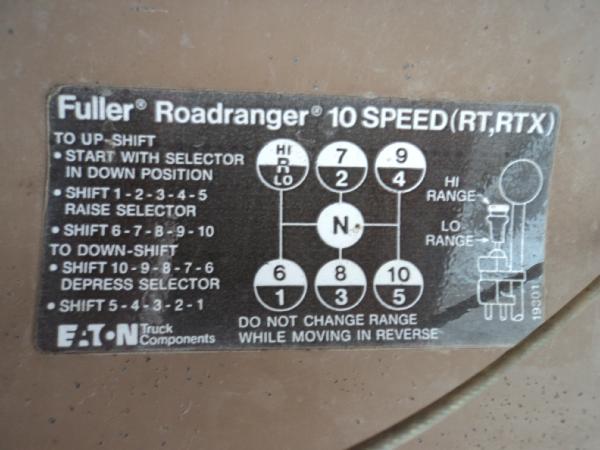 Fuller® Roadranger® 10 SPEED (RT,RTX)
TO UP-SHIFT
• START WITH SELECTOR
IN DOWN POSITION
• SHIFT 1-2-3-4-5
RAISE SELECTOR
• SHIFT 6-7-8-9-10
TO DOWN-SHIFT
• SHIFT 10-9-8-7-6
DEPRESS SELECTOR
• SHIFT 5-4-3-2-1
EATON Truck
Components
HI
R
LO
7
2
9
4
N
6
1
8
3
10
5
DO NOT CHANGE RANGE
WHILE MOVING IN REVERSE
HI
RANGE
LO
RANGE
19301